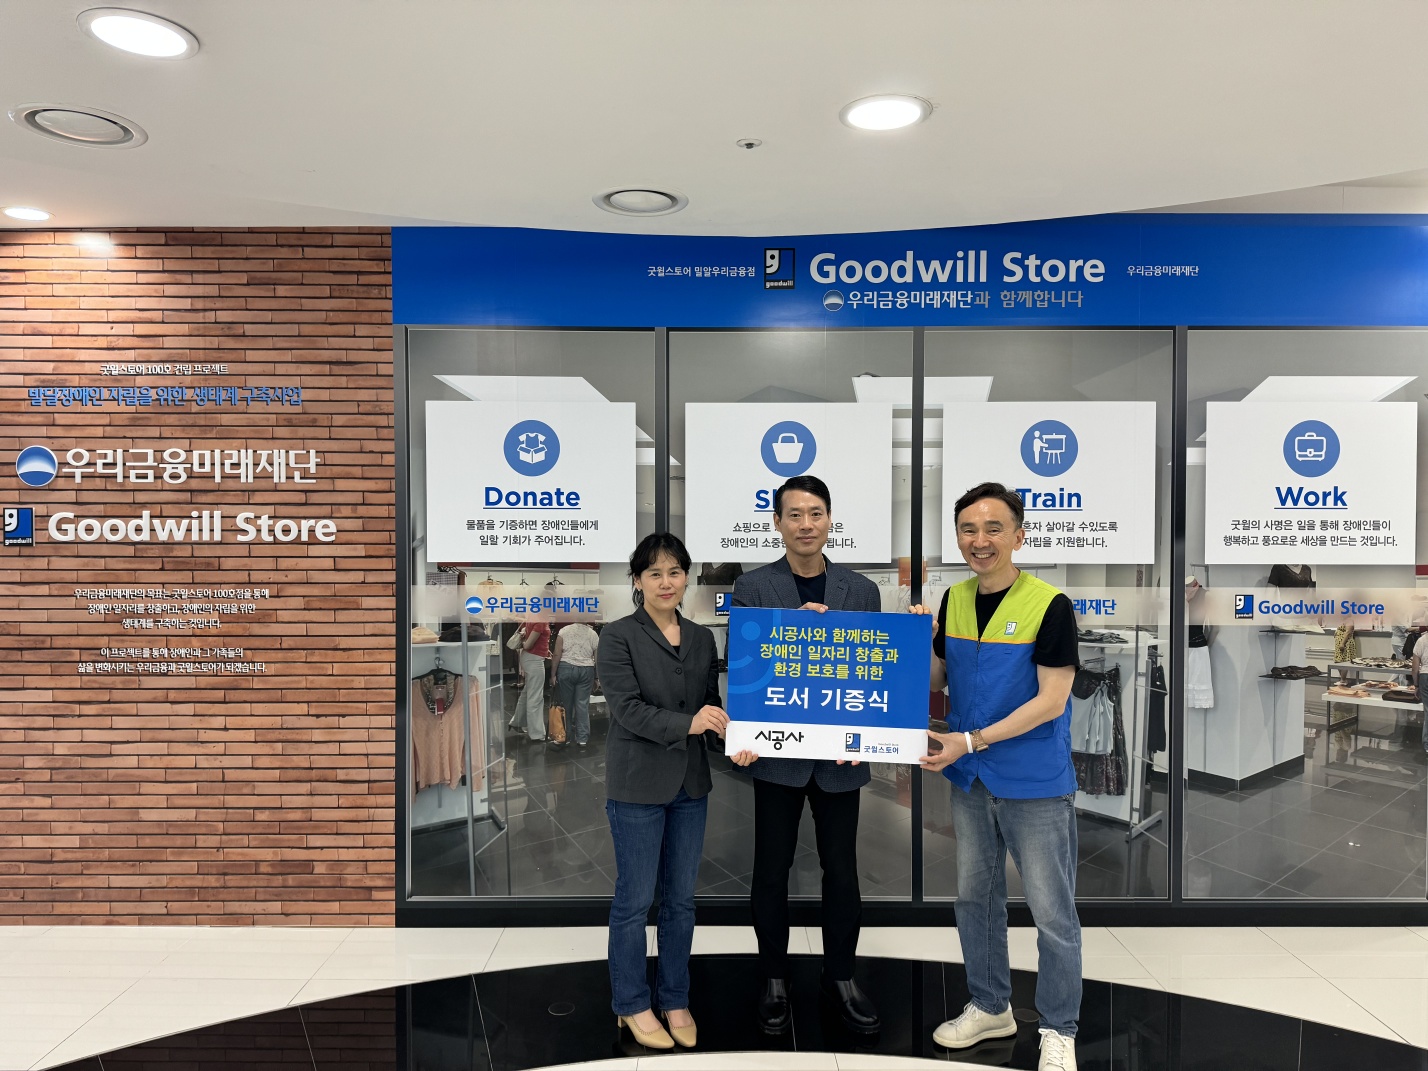 굿윌스토어 밀알우리금융점
goodwill
Goodwill Store
우리금융미래재단
우리금융미래재단과 함께합니다
굿윌스토어 100호 건립 프로젝트
발달장애인 자립을 위한 생태계 구축사업
우리금융미래재단
goodwill
Goodwill Store
우리금융미래재단의 목표는 굿윌스토어 100호점을 통해
장애인 일자리를 창출하고, 장애인의 자립을 위한
생태계를 구축하는 것입니다.
이 프로젝트를 통해 장애인과 그 가족들의
삶을 변화시키는 우리금융과 굿윌스토어가 되겠습니다.
Donate
물품을 기증하면 장애인들에게
일할 기회가 주어집니다.
쇼핑으로
장애인의 소중한
됩니다.
Train
혼자 살아갈 수있도록
자립을 지원합니다.
Work
굿윌의 사명은 일을 통해 장애인들이
행복하고 풍요로운 세상을 만드는 것입니다.
우리금융미래재단
래재단
Goodwill Store
시공사와 함께하는
장애인 일자리 창출과
환경 보호를 위한
도서 기증식
시공사
굿윌스토어